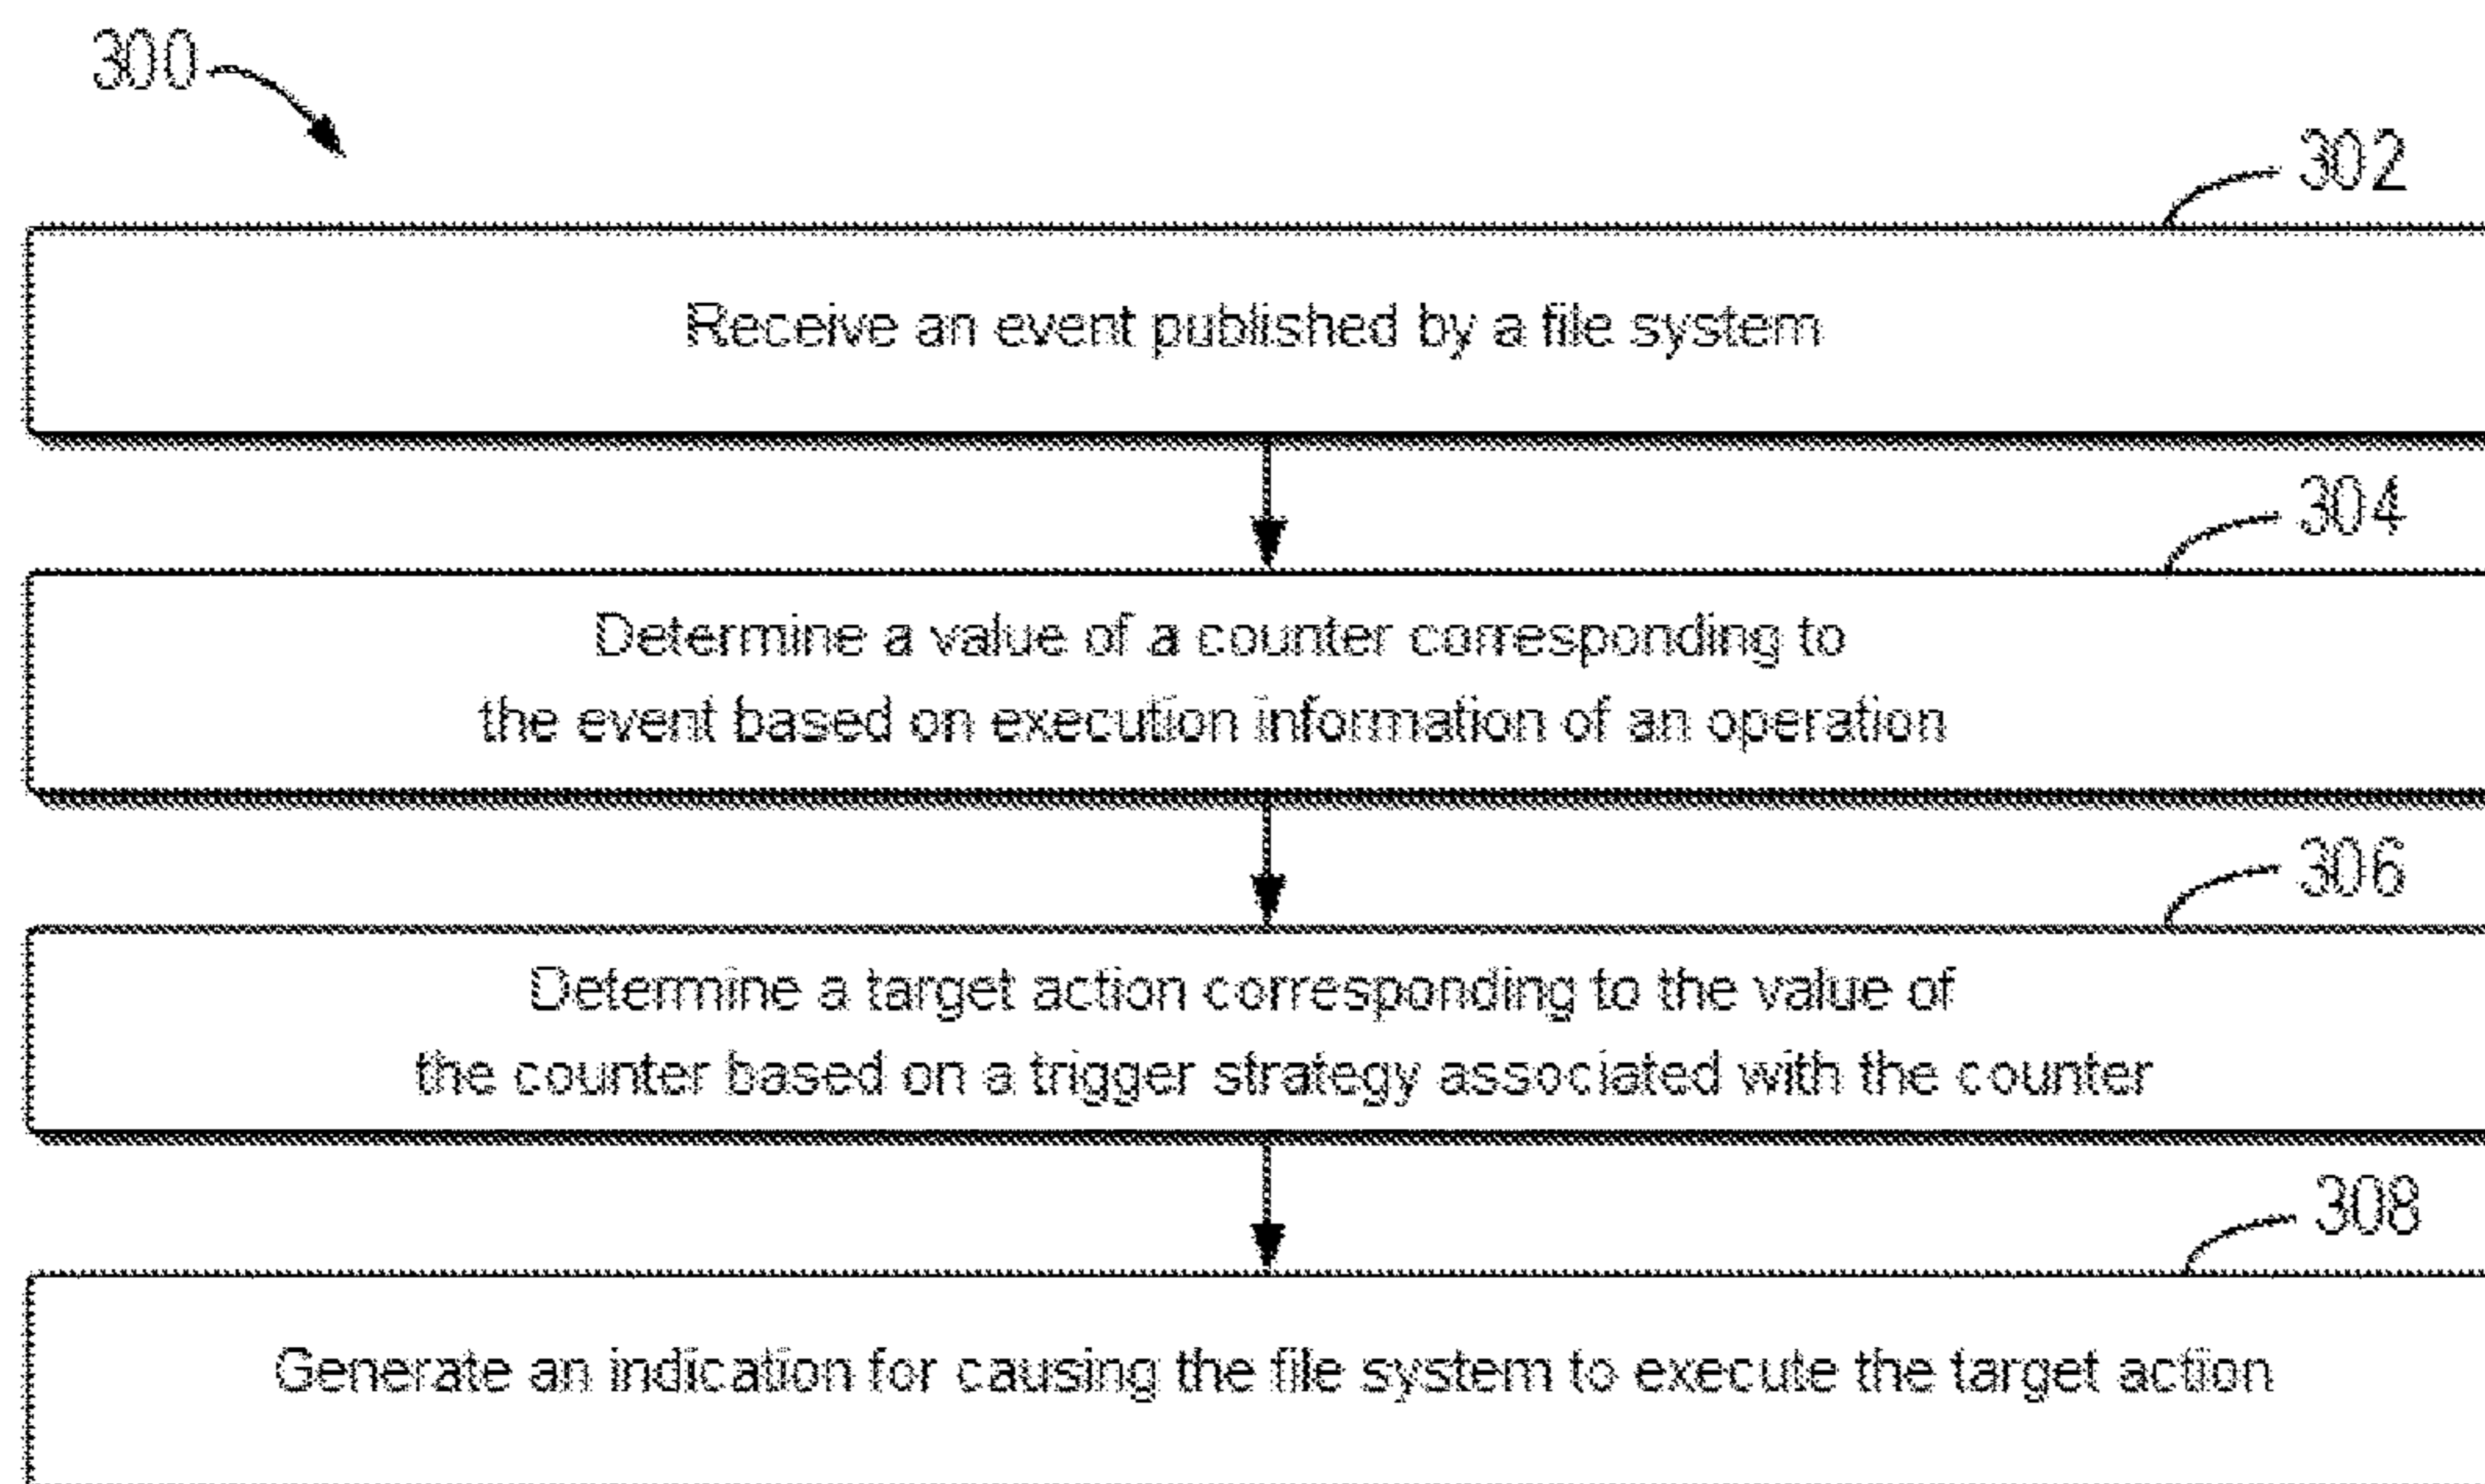 300
302
Receive an event published by a file system
304
Determine a value of a counter corresponding to
the event based on execution information of an operation
306
Determine a target action corresponding to the value of
the counter based on a trigger strategy associated with the counter
308
Generate an indication for causing the file system to execute the target action